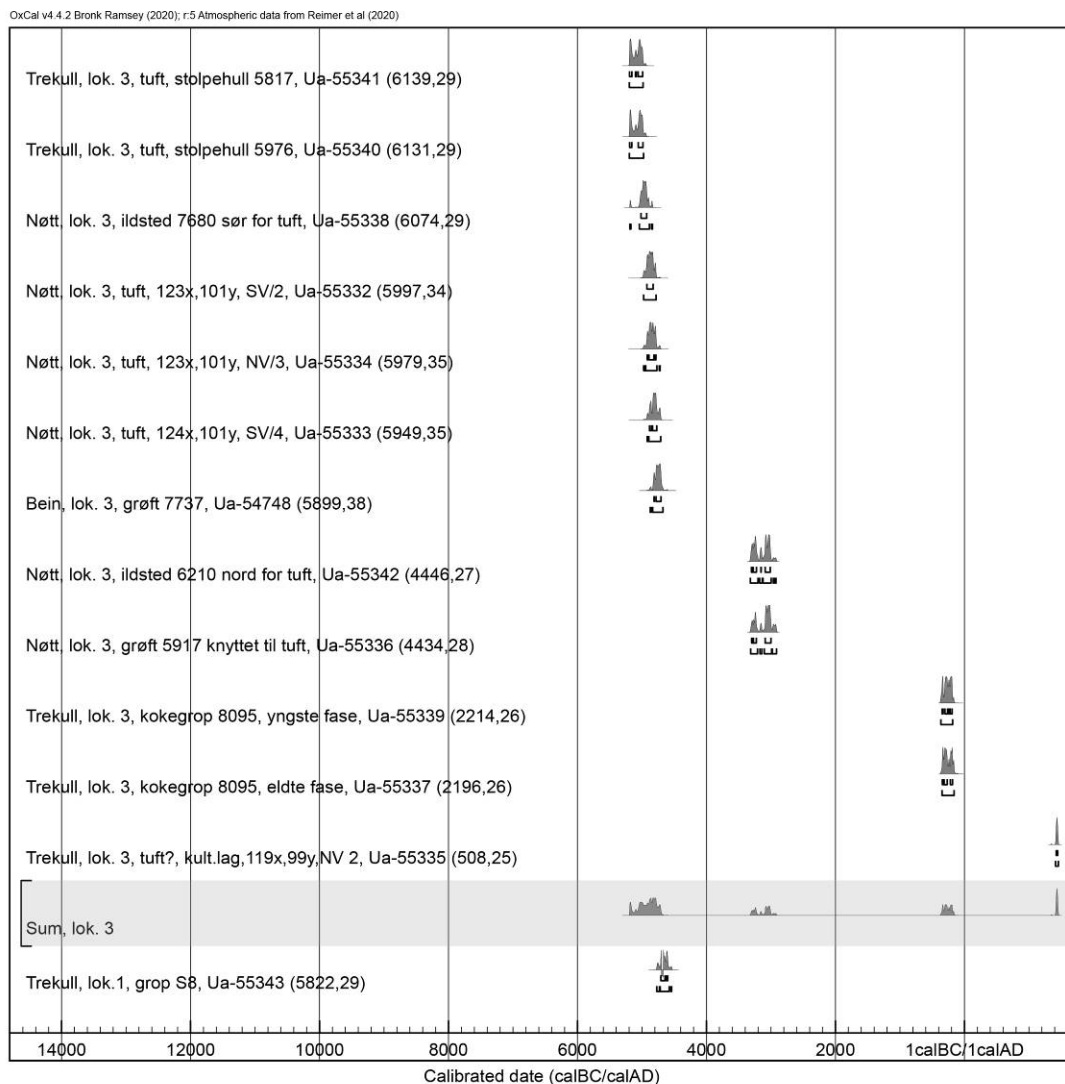 OxCal v4.4.2 Bronk Ramsey (2020); r:5 Atmospheric data from Reimer et al (2020)
Trekull, lok. 3, tuft, stolpehull 5817, Ua-55341 (6139,29)
Trekull, lok. 3, tuft, stolpehull 5976, Ua-55340 (6131,29)
Nøtt, lok. 3, ildsted 7680 sør for tuft, Ua-55338 (6074,29)
Nøtt, lok. 3, tuft, 123x,101y, SV/2, Ua-55332 (5997,34)
Nøtt, lok. 3, tuft, 123x,101y, NV/3, Ua-55334 (5979,35)
Nøtt, lok. 3, tuft, 124x,101y, SV/4, Ua-55333 (5949,35)
Bein, lok. 3, grøft 7737, Ua-54748 (5899,38)
Nøtt, lok. 3, ildsted 6210 nord for tuft, Ua-55342 (4446,27)
Nøtt, lok. 3, grøft 5917 knyttet til tuft, Ua-55336 (4434,28)
Trekull, lok. 3, kokegrop 8095, yngste fase, Ua-55339 (2214,26)
Trekull, lok. 3, kokegrop 8095, eldte fase, Ua-55337 (2196,26)
Trekull, lok. 3, tuft?, kult.lag,119x,99y,NV 2, Ua-55335 (508,25)
Sum, lok. 3
Trekull, lok.1, grop S8, Ua-55343 (5822,29)
14000 12000 10000 8000 6000 4000 2000 1calBC/1calAD
Calibrated date (calBC/calAD)